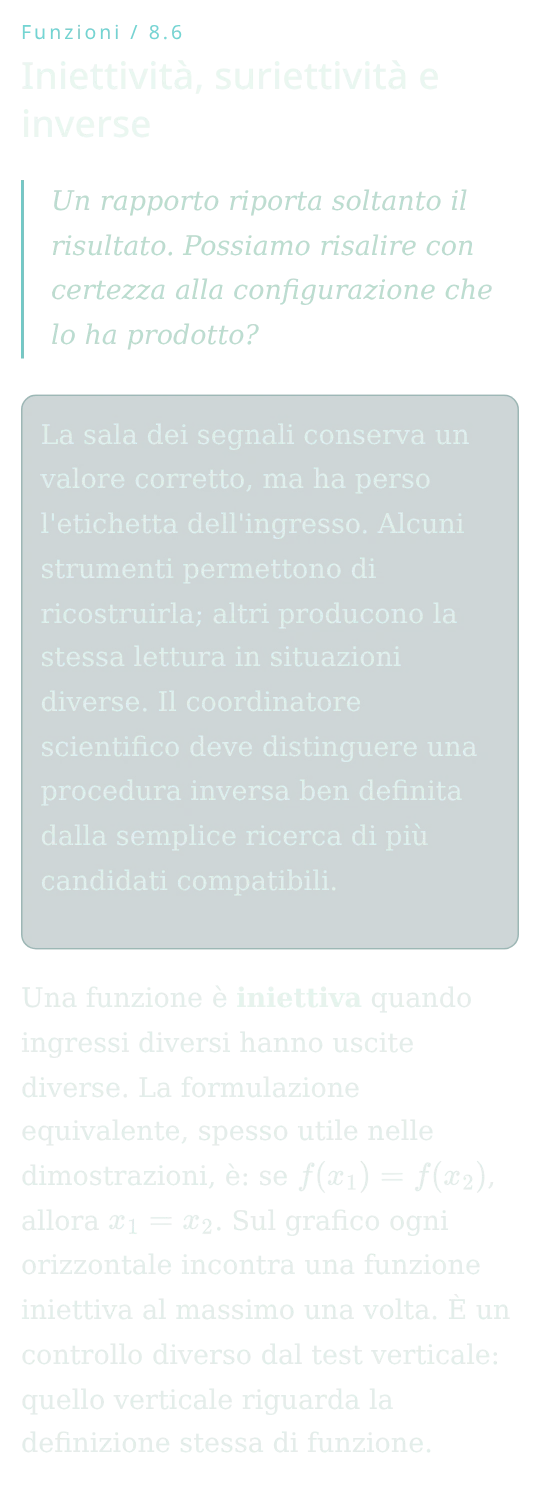 Funzioni / 8.6
Iniettività, suriettività e
inverse
Un rapporto riporta soltanto il
risultato. Possiamo risalire con
certezza alla configurazione che
lo ha prodotto?
La sala dei segnali conserva un
valore corretto, ma ha perso
l'etichetta dell'ingresso. Alcuni
strumenti permettono di
ricostruirla; altri producono la
stessa lettura in situazioni
diverse. Il coordinatore
scientifico deve distinguere una
procedura inversa ben definita
dalla semplice ricerca di più
candidati compatibili.
Una funzione è iniettiva quando
ingressi diversi hanno uscite
diverse. La formulazione
equivalente, spesso utile nelle
dimostrazioni, è: se f(x₁) = f(x₂),
allora x₁ = x₂. Sul grafico ogni
orizzontale incontra una funzione
iniettiva al massimo una volta. È un
controllo diverso dal test verticale:
quello verticale riguarda la
definizione stessa di funzione.